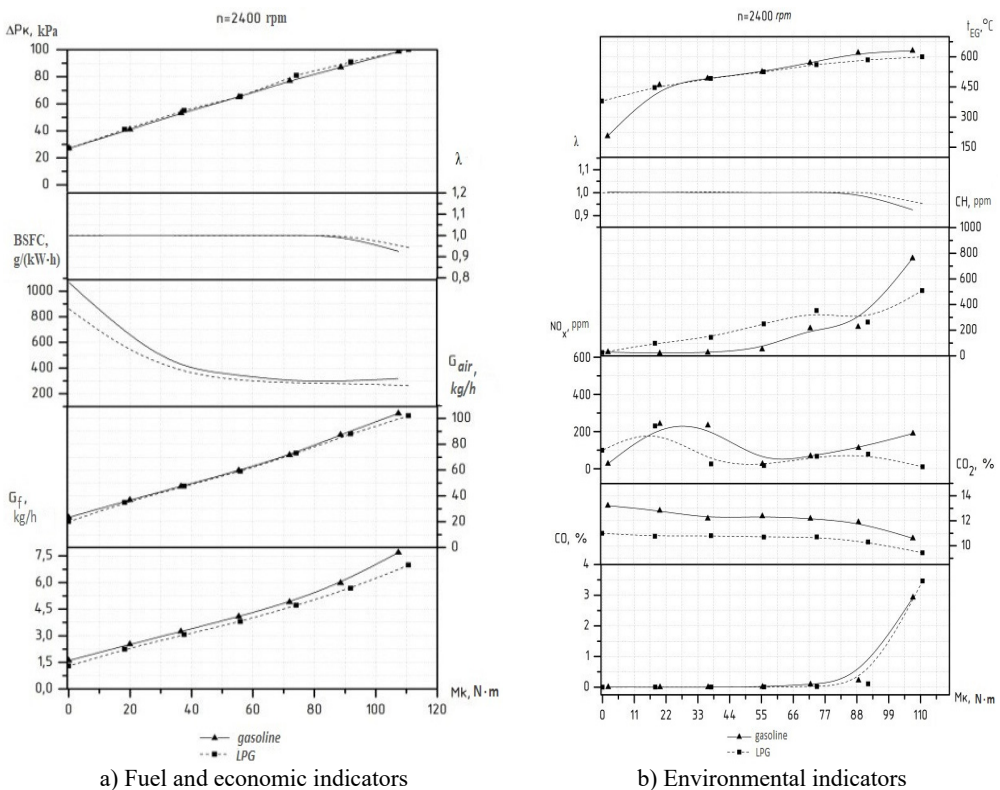 n=2400 rpm
ΔPк, kPa
100
80
60
40
20
0
λ
1,2
1,1
1,0
0,9
0,8
BSFC,
g/(kW·h)
1000
800
600
400
200
G air,
kg/h
100
80
60
40
20
0
Gf,
kg/h
7,5
6,0
4,5
3,0
1,5
0,0
Mк, N·m
0 20 40 60 80 100 120
gasoline
LPG
a) Fuel and economic indicators
n=2400 rpm
tEG,°C
600
450
300
150
λ
1,1
1,0
0,9
CH, ppm
1000
800
600
400
200
0
NOx, ppm
600
400
200
0
CO2, %
14
12
10
CO, %
4
3
2
1
0
Mк, N·m
0 11 22 33 44 55 66 77 88 99 110
gasoline
LPG
b) Environmental indicators